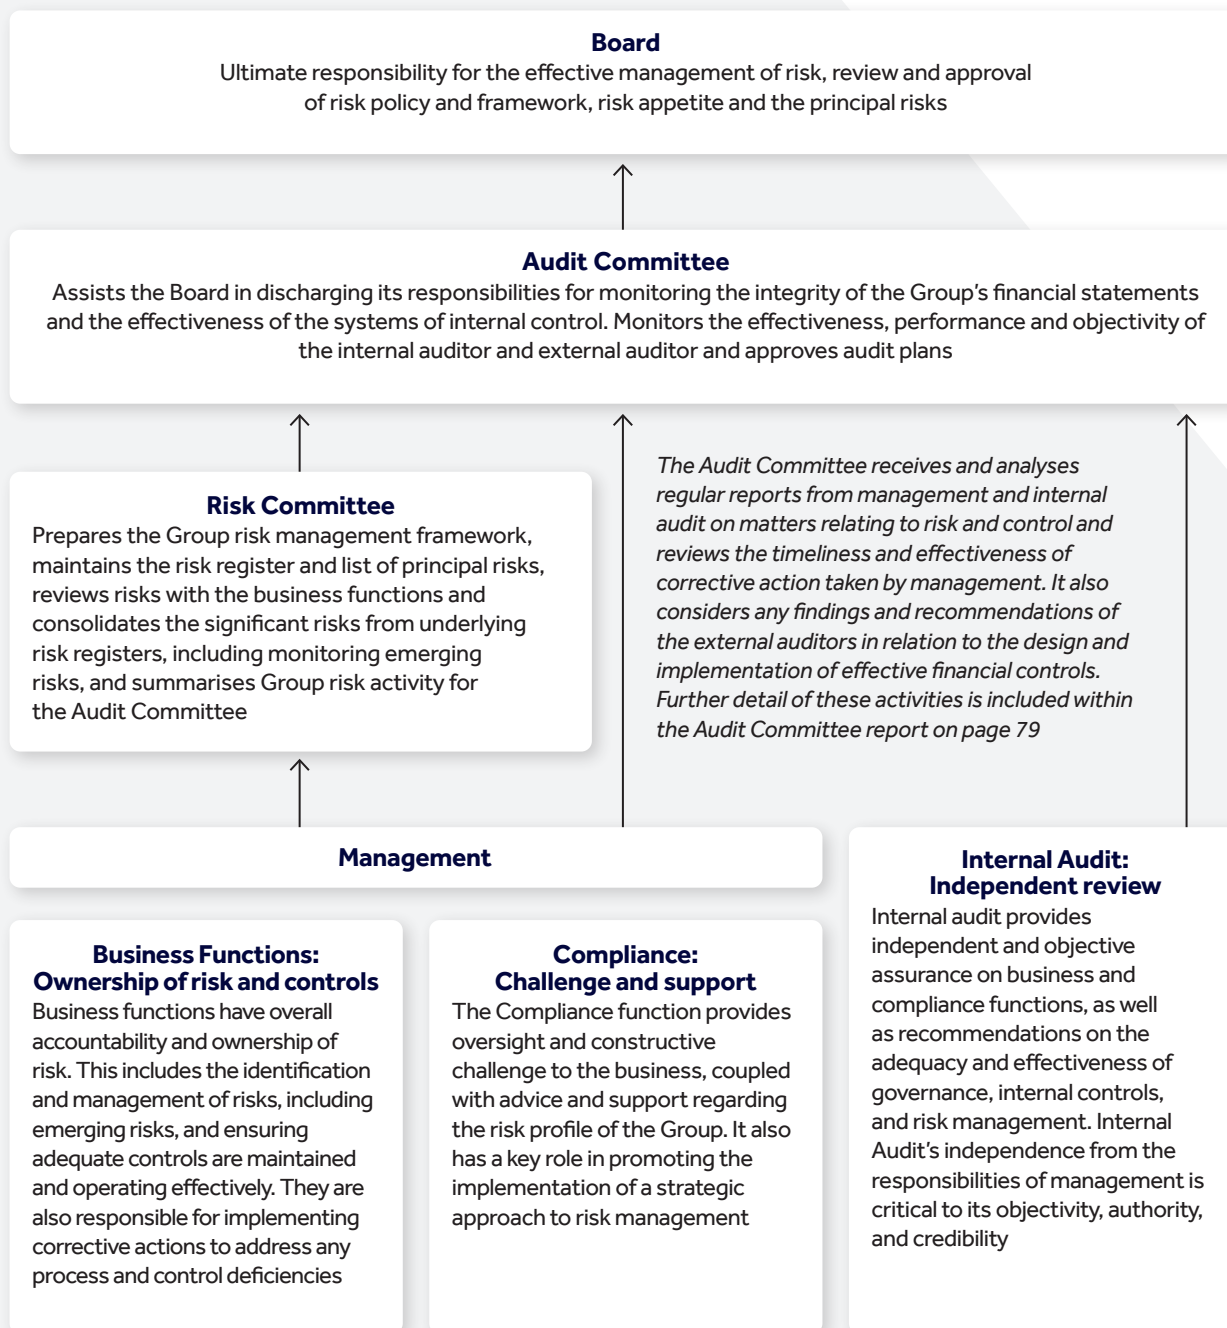 Board
Ultimate responsibility for the effective management of risk, review and approval
of risk policy and framework, risk appetite and the principal risks
Audit Committee
Assists the Board in discharging its responsibilities for monitoring the integrity of the Group's financial statements
and the effectiveness of the systems of internal control. Monitors the effectiveness, performance and objectivity of
the internal auditor and external auditor and approves audit plans
Risk Committee
Prepares the Group risk management framework,
maintains the risk register and list of principal risks,
reviews risks with the business functions and
consolidates the significant risks from underlying
risk registers, including monitoring emerging
risks, and summarises Group risk activity for
the Audit Committee
The Audit Committee receives and analyses
regular reports from management and internal
audit on matters relating to risk and control and
reviews the timeliness and effectiveness of
corrective action taken by management. It also
considers any findings and recommendations of
the external auditors in relation to the design and
implementation of effective financial controls.
Further detail of these activities is included within
the Audit Committee report on page 79
Management
Business Functions:
Ownership of risk and controls
Business functions have overall
accountability and ownership of
risk. This includes the identification
and management of risks, including
emerging risks, and ensuring
adequate controls are maintained
and operating effectively. They are
also responsible for implementing
corrective actions to address any
process and control deficiencies
Compliance:
Challenge and support
The Compliance function provides
oversight and constructive
challenge to the business, coupled
with advice and support regarding
the risk profile of the Group. It also
has a key role in promoting the
implementation of a strategic
approach to risk management
Internal Audit:
Independent review
Internal audit provides
independent and objective
assurance on business and
compliance functions, as well
as recommendations on the
adequacy and effectiveness of
governance, internal controls,
and risk management. Internal
Audit's independence from the
responsibilities of management is
critical to its objectivity, authority,
and credibility